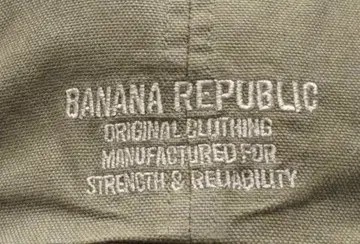 BANANA REPUBLIC
ORIGINAL CLOTHING
MANUFACTURED FOR
STRENGTH & RELIABILITY